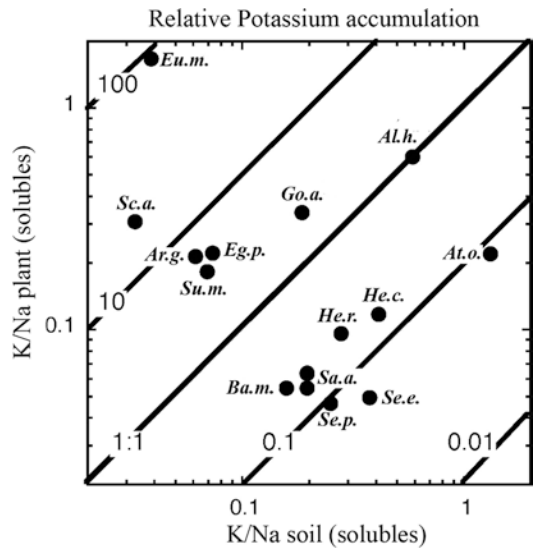 Relative Potassium accumulation
K/Na plant (solubles)
1
0.1
100
10
1:1
0.1
0.01
Eu.m.
Al.h.
Sc.a.
Go.a.
Ar.g.
Eg.p.
Su.m.
At.o.
He.c.
He.r.
Ba.m.
Sa.a.
Se.p.
Se.e.
0.1
1
K/Na soil (solubles)